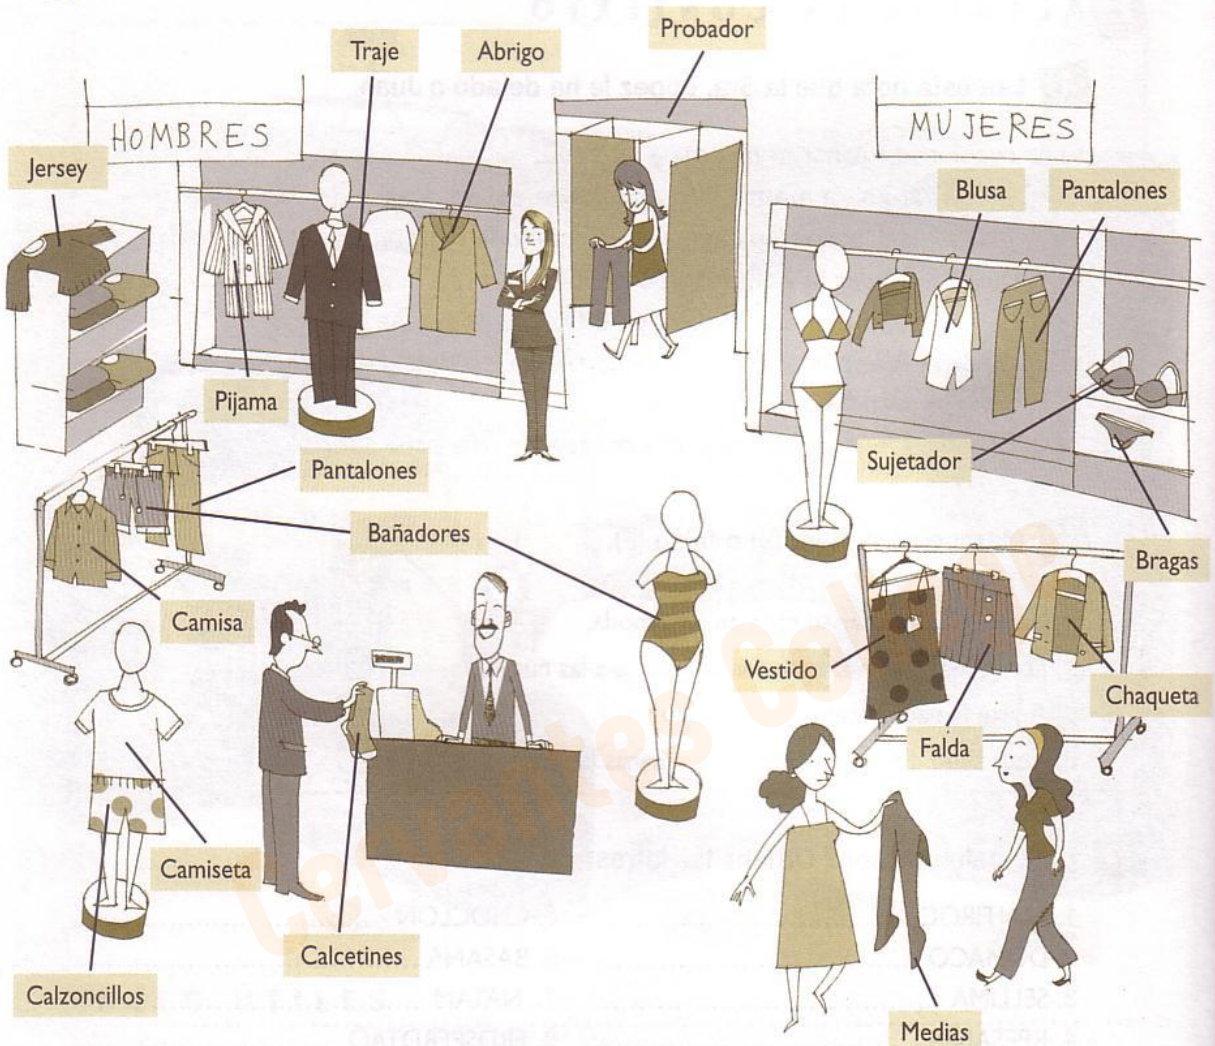 Probador
Traje
Abrigo
HOMBRES
MUJERES
Jersey
Blusa
Pantalones
Pijama
Sujetador
Pantalones
Bañadores
Bragas
Camisa
Vestido
Chaqueta
Falda
Camiseta
Calcetines
Calzoncillos
Medias
Cervantes